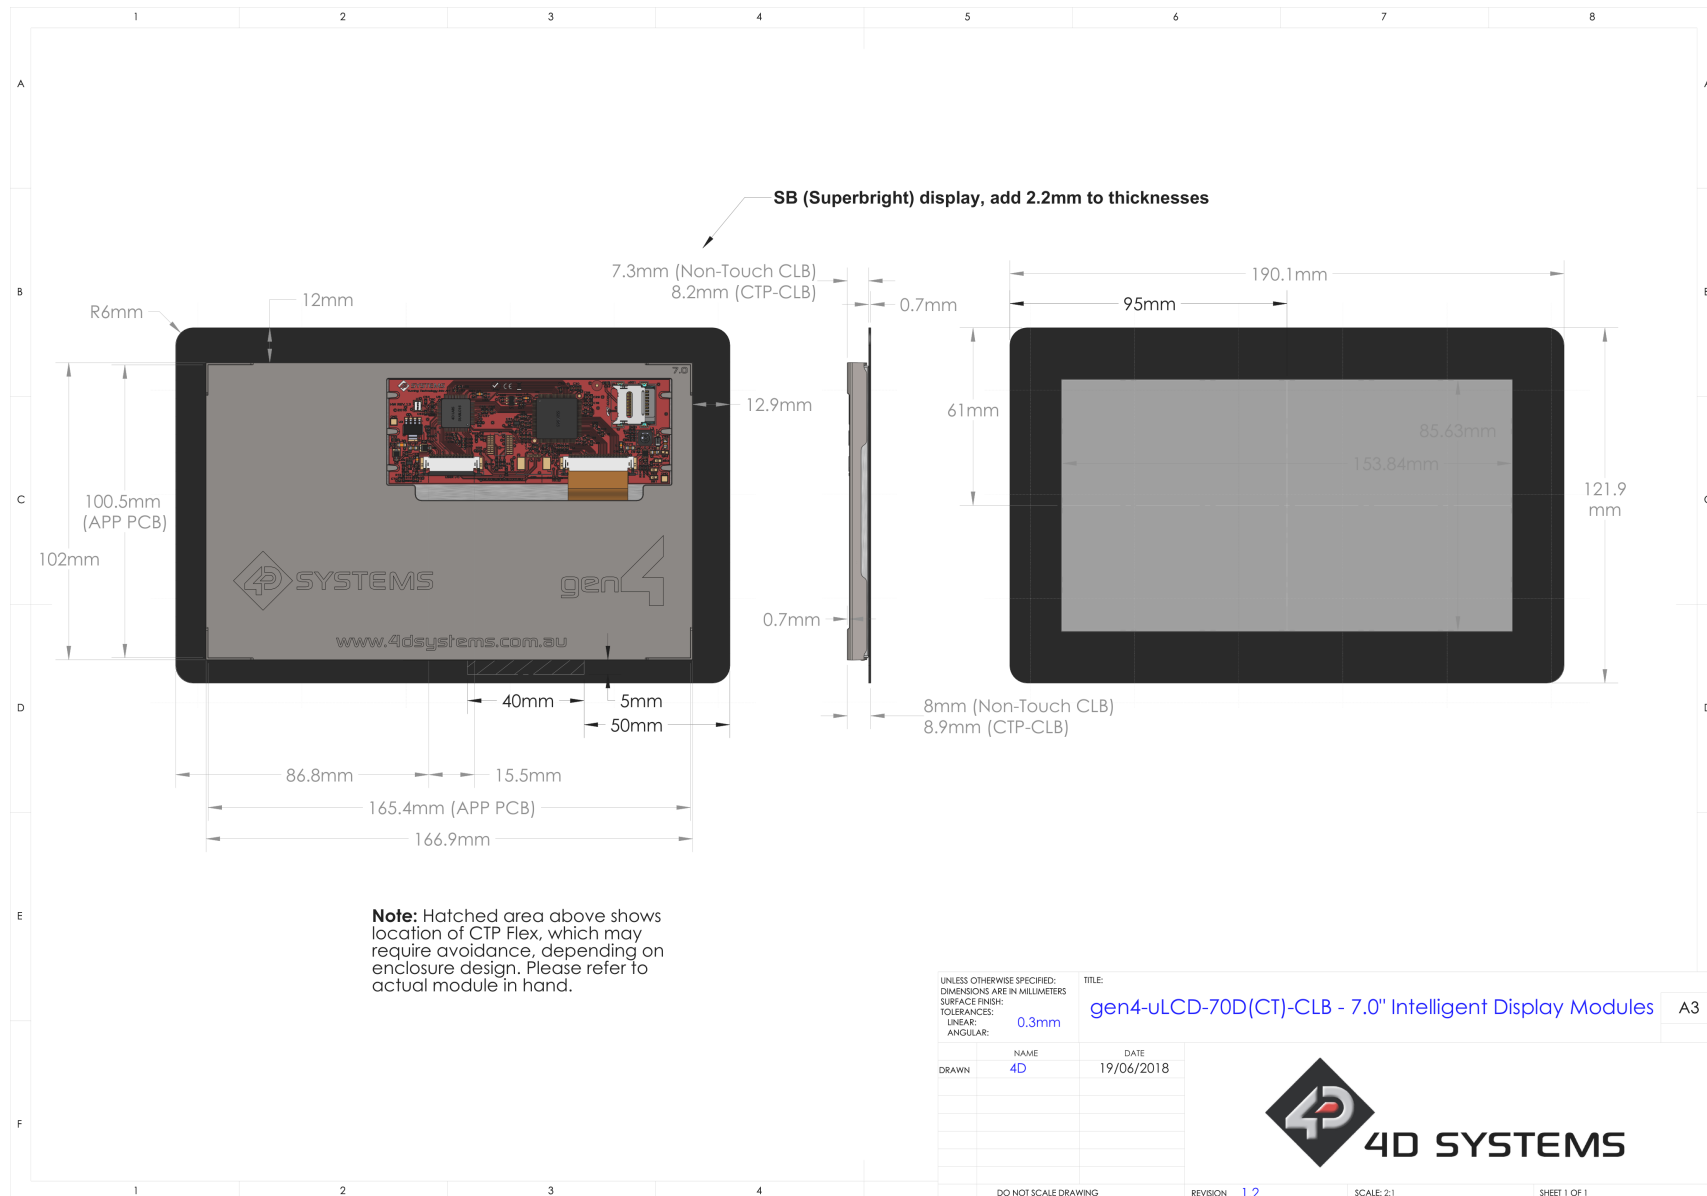 1 2 3 4 5 6 7 8
A
B
C
D
E
F
SB (Superbright) display, add 2.2mm to thicknesses
7.3mm (Non-Touch CLB)
8.2mm (CTP-CLB)
0.7mm
190.1mm
95mm
R6mm
12mm
7.0
12.9mm
61mm
85.63mm
153.84mm
121.9
mm
100.5mm
(APP PCB)
102mm
4D SYSTEMS
gen4
www.4dsystems.com.au
0.7mm
40mm
5mm
50mm
8mm (Non-Touch CLB)
8.9mm (CTP-CLB)
86.8mm
15.5mm
165.4mm (APP PCB)
166.9mm
Note: Hatched area above shows
location of CTP Flex, which may
require avoidance, depending on
enclosure design. Please refer to
actual module in hand.
UNLESS OTHERWISE SPECIFIED:
DIMENSIONS ARE IN MILLIMETERS
SURFACE FINISH:
TOLERANCES:
LINEAR: 0.3mm
ANGULAR:
TITLE:
gen4-uLCD-70D(CT)-CLB - 7.0" Intelligent Display Modules
A3
NAME DATE
DRAWN 4D 19/06/2018
4D SYSTEMS
DO NOT SCALE DRAWING
REVISION 1.2
SCALE: 2:1
SHEET 1 OF 1
1 2 3 4